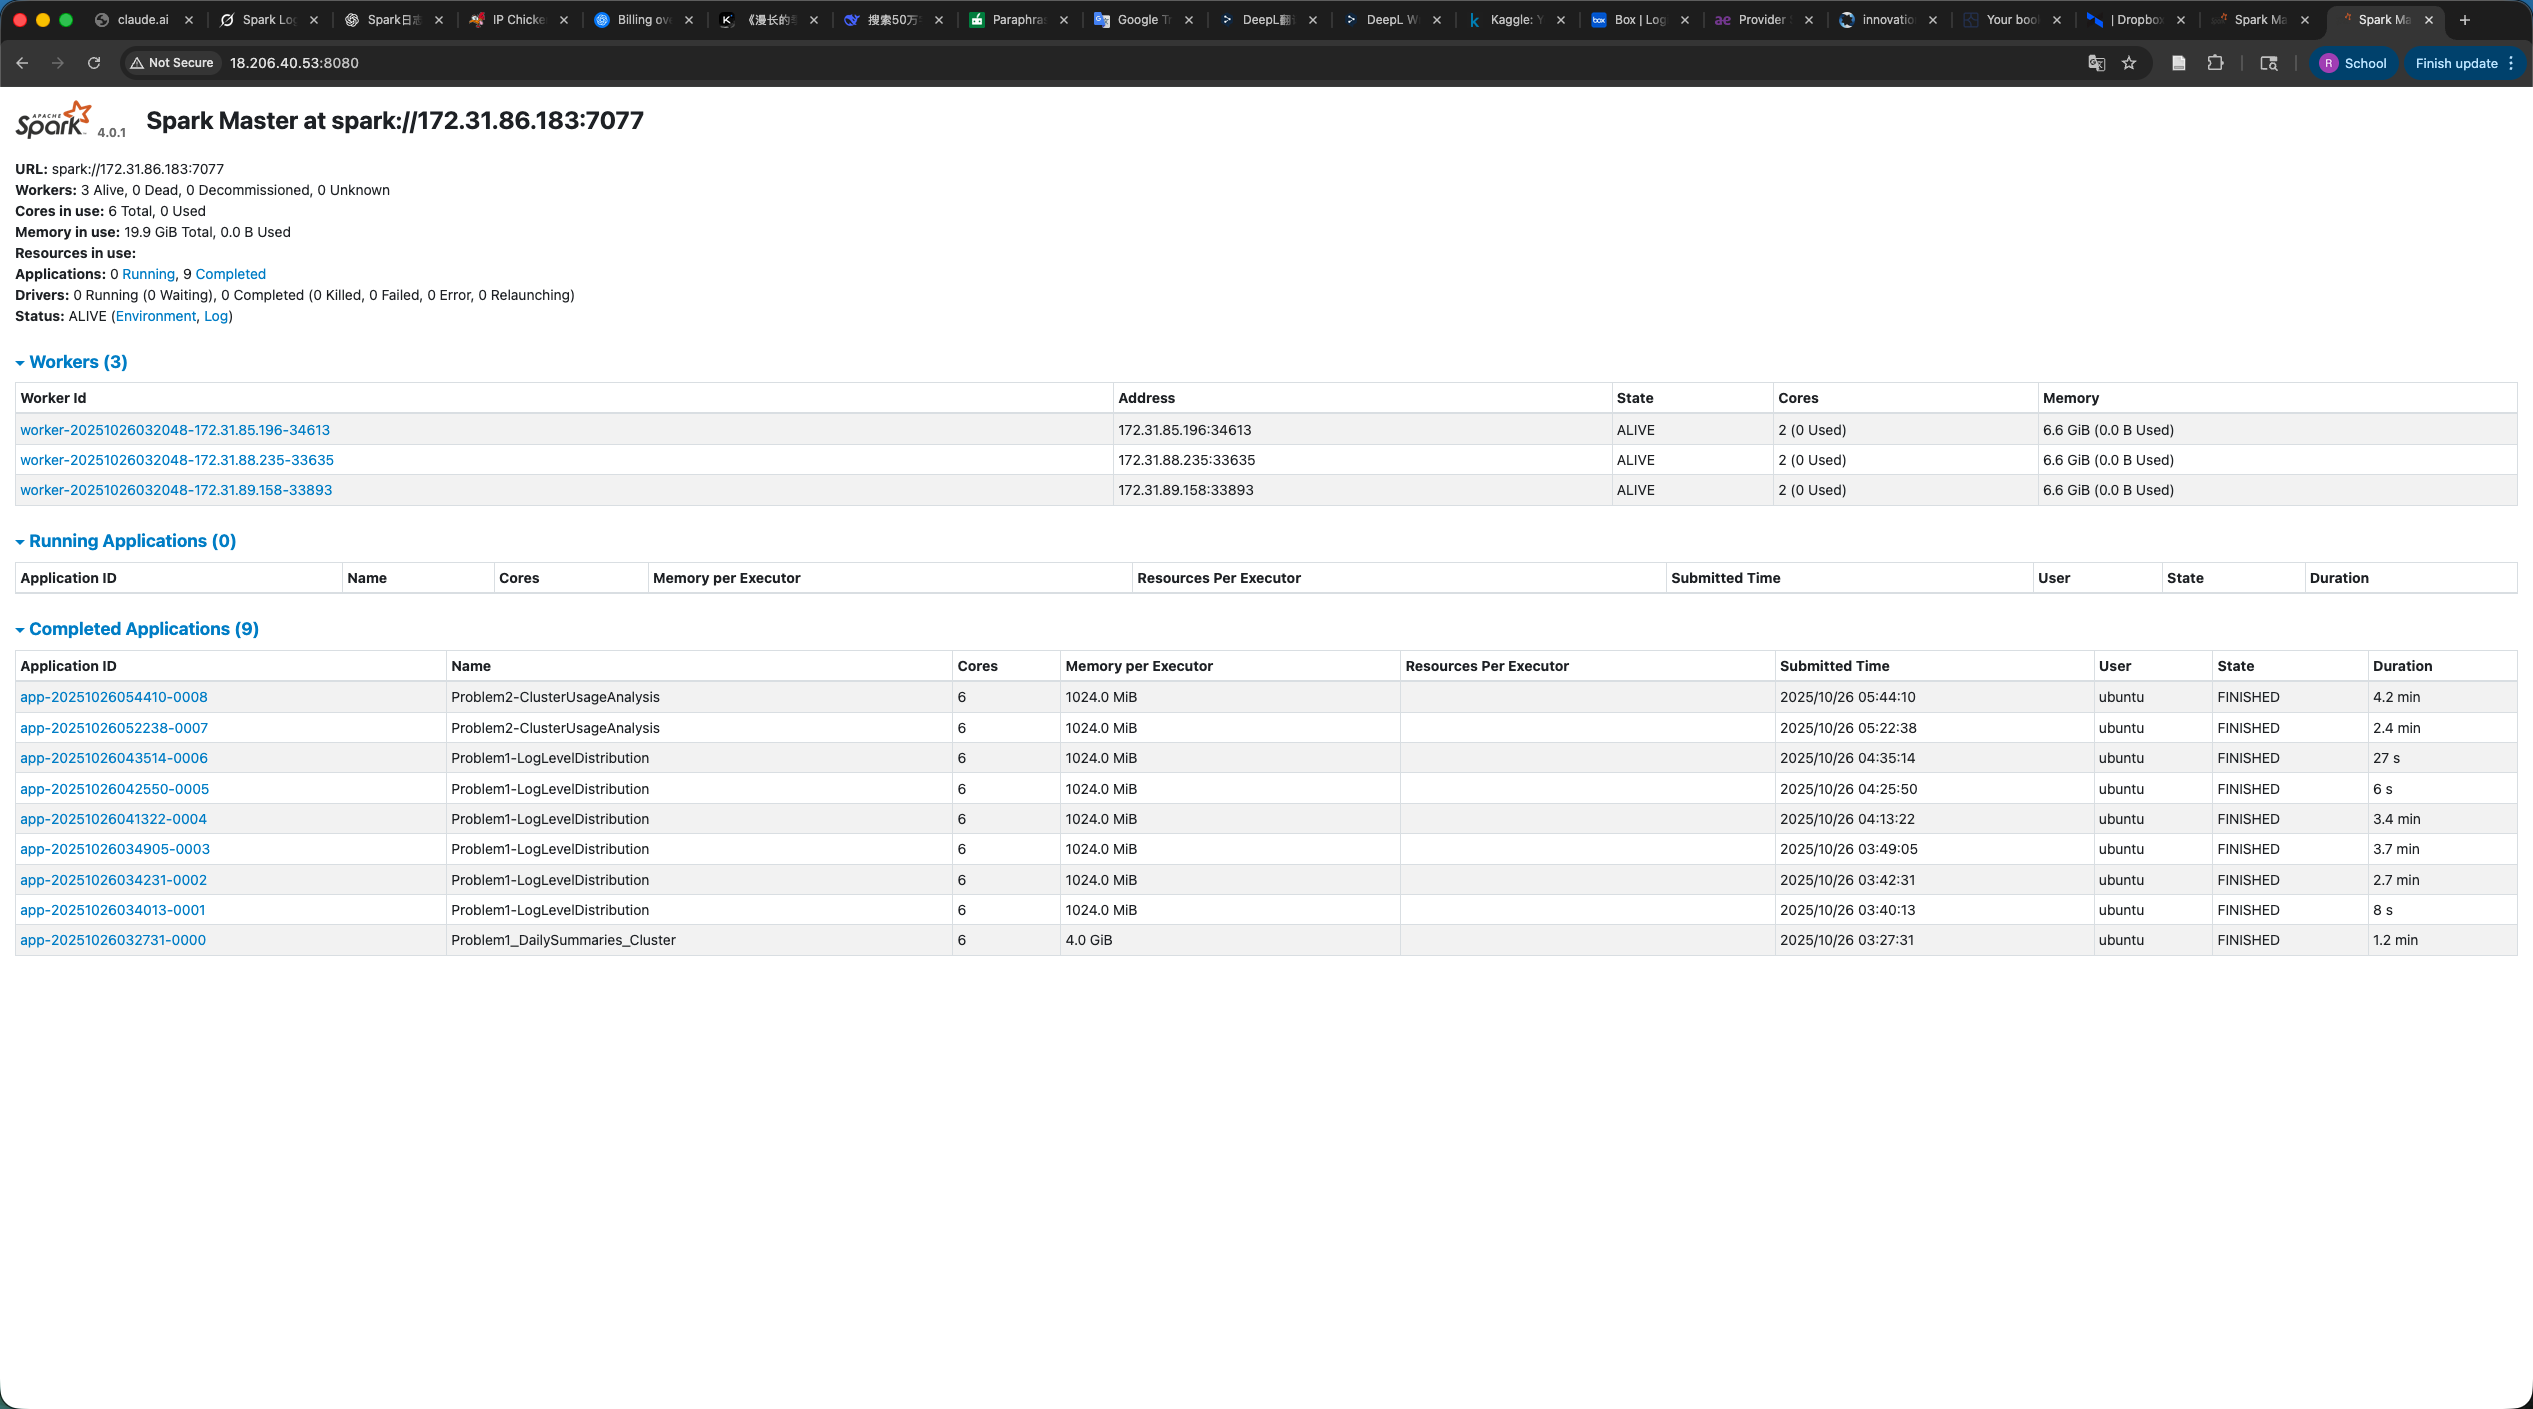 claude.ai
Spark Lo
Spark日志
IP Chicke
Billing ov
《漫长的
搜索50万
Paraphra
Google Tr
DeepL翻
DeepL W
Kaggle: Y
Box | Log
Provider
innovatio
Your boo
| Dropbox
Spark Ma
Spark Ma
Not Secure 18.206.40.53:8080
School
Finish update
APACHE Spark 4.0.1 Spark Master at spark://172.31.86.183:7077
URL: spark://172.31.86.183:7077
Workers: 3 Alive, 0 Dead, 0 Decommissioned, 0 Unknown
Cores in use: 6 Total, 0 Used
Memory in use: 19.9 GiB Total, 0.0 B Used
Resources in use:
Applications: 0 Running, 9 Completed
Drivers: 0 Running (0 Waiting), 0 Completed (0 Killed, 0 Failed, 0 Error, 0 Relaunching)
Status: ALIVE (Environment, Log)
Workers (3)
Worker Id Address State Cores Memory
worker-20251026032048-172.31.85.196-34613 172.31.85.196:34613 ALIVE 2 (0 Used) 6.6 GiB (0.0 B Used)
worker-20251026032048-172.31.88.235-33635 172.31.88.235:33635 ALIVE 2 (0 Used) 6.6 GiB (0.0 B Used)
worker-20251026032048-172.31.89.158-33893 172.31.89.158:33893 ALIVE 2 (0 Used) 6.6 GiB (0.0 B Used)
Running Applications (0)
Application ID Name Cores Memory per Executor Resources Per Executor Submitted Time User State Duration
Completed Applications (9)
Application ID Name Cores Memory per Executor Resources Per Executor Submitted Time User State Duration
app-20251026054410-0008 Problem2-ClusterUsageAnalysis 6 1024.0 MiB 2025/10/26 05:44:10 ubuntu FINISHED 4.2 min
app-20251026052238-0007 Problem2-ClusterUsageAnalysis 6 1024.0 MiB 2025/10/26 05:22:38 ubuntu FINISHED 2.4 min
app-20251026043514-0006 Problem1-LogLevelDistribution 6 1024.0 MiB 2025/10/26 04:35:14 ubuntu FINISHED 27 s
app-20251026042550-0005 Problem1-LogLevelDistribution 6 1024.0 MiB 2025/10/26 04:25:50 ubuntu FINISHED 6 s
app-20251026041322-0004 Problem1-LogLevelDistribution 6 1024.0 MiB 2025/10/26 04:13:22 ubuntu FINISHED 3.4 min
app-20251026034905-0003 Problem1-LogLevelDistribution 6 1024.0 MiB 2025/10/26 03:49:05 ubuntu FINISHED 3.7 min
app-20251026034231-0002 Problem1-LogLevelDistribution 6 1024.0 MiB 2025/10/26 03:42:31 ubuntu FINISHED 2.7 min
app-20251026034013-0001 Problem1-LogLevelDistribution 6 1024.0 MiB 2025/10/26 03:40:13 ubuntu FINISHED 8 s
app-20251026032731-0000 Problem1_DailySummaries_Cluster 6 4.0 GiB 2025/10/26 03:27:31 ubuntu FINISHED 1.2 min